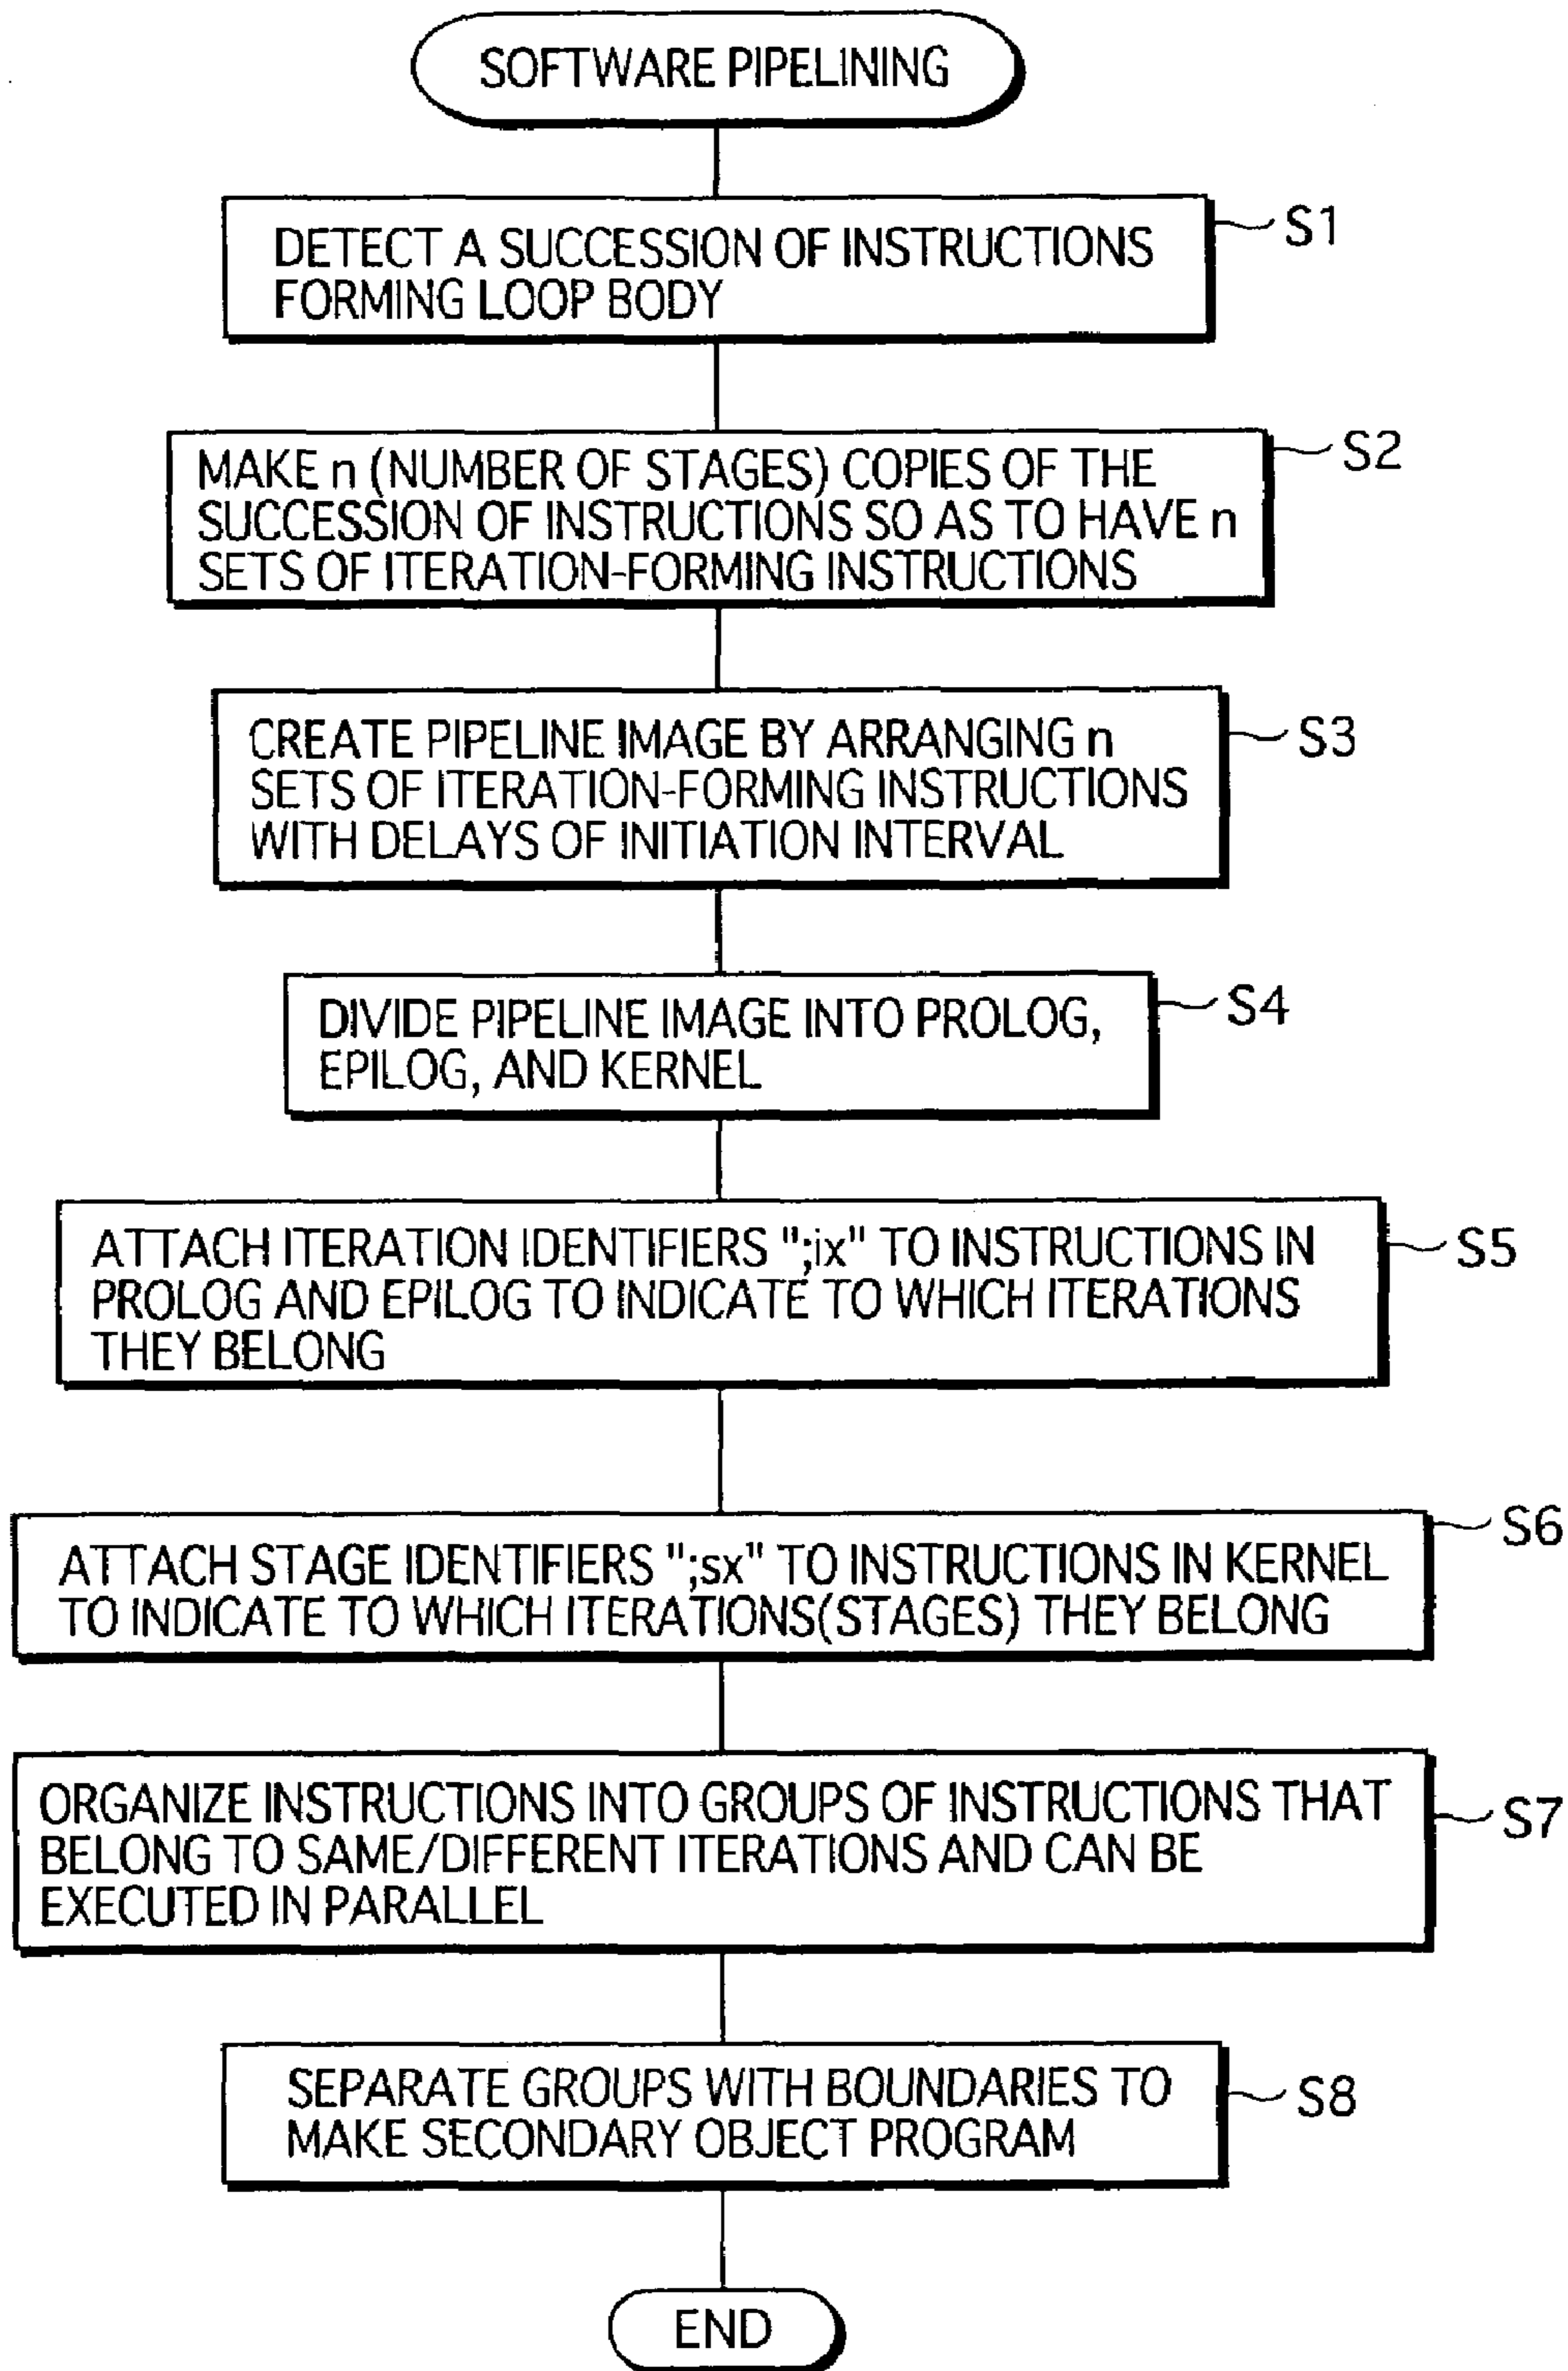 SOFTWARE PIPELINING
DETECT A SUCCESSION OF INSTRUCTIONS
FORMING LOOP BODY
S1
MAKE n (NUMBER OF STAGES) COPIES OF THE
SUCCESSION OF INSTRUCTIONS SO AS TO HAVE n
SETS OF ITERATION-FORMING INSTRUCTIONS
S2
CREATE PIPELINE IMAGE BY ARRANGING n
SETS OF ITERATION-FORMING INSTRUCTIONS
WITH DELAYS OF INITIATION INTERVAL
S3
DIVIDE PIPELINE IMAGE INTO PROLOG,
EPILOG, AND KERNEL
S4
ATTACH ITERATION IDENTIFIERS ";ix" TO INSTRUCTIONS IN
PROLOG AND EPILOG TO INDICATE TO WHICH ITERATIONS
THEY BELONG
S5
ATTACH STAGE IDENTIFIERS ";sx" TO INSTRUCTIONS IN KERNEL
TO INDICATE TO WHICH ITERATIONS(STAGES) THEY BELONG
S6
ORGANIZE INSTRUCTIONS INTO GROUPS OF INSTRUCTIONS THAT
BELONG TO SAME/DIFFERENT ITERATIONS AND CAN BE
EXECUTED IN PARALLEL
S7
SEPARATE GROUPS WITH BOUNDARIES TO
MAKE SECONDARY OBJECT PROGRAM
S8
END